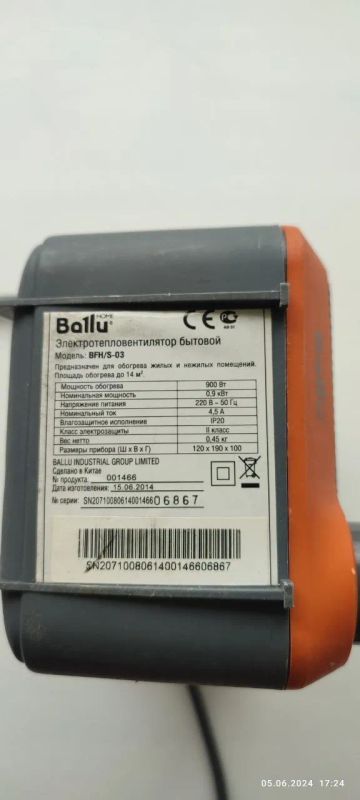 Ballu HOME CE
Электротепловентилятор бытовой
Модель: BFH/S-03
Предназначен для обогрева жилых и нежилых помещений.
Площадь обогрева до 14 м².
Мощность обогрева 900 Вт
Номинальная мощность 0,9 кВт
Напряжение питания 220 В – 50 Гц
Номинальный ток 4,5 А
Влагозащитное исполнение IP20
Класс электрозащиты II класс
Вес нетто 0,45 кг
Размеры прибора (Ш х В х Г) 120 x 190 x 100
BALLU INDUSTRIAL GROUP LIMITED
Сделано в Китае
№ продукта. 001466
Дата изготовления: 15.06.2014
№ серии: SN2071008061400146606867
SN2071008061400146606867
05.06.2024 17:24